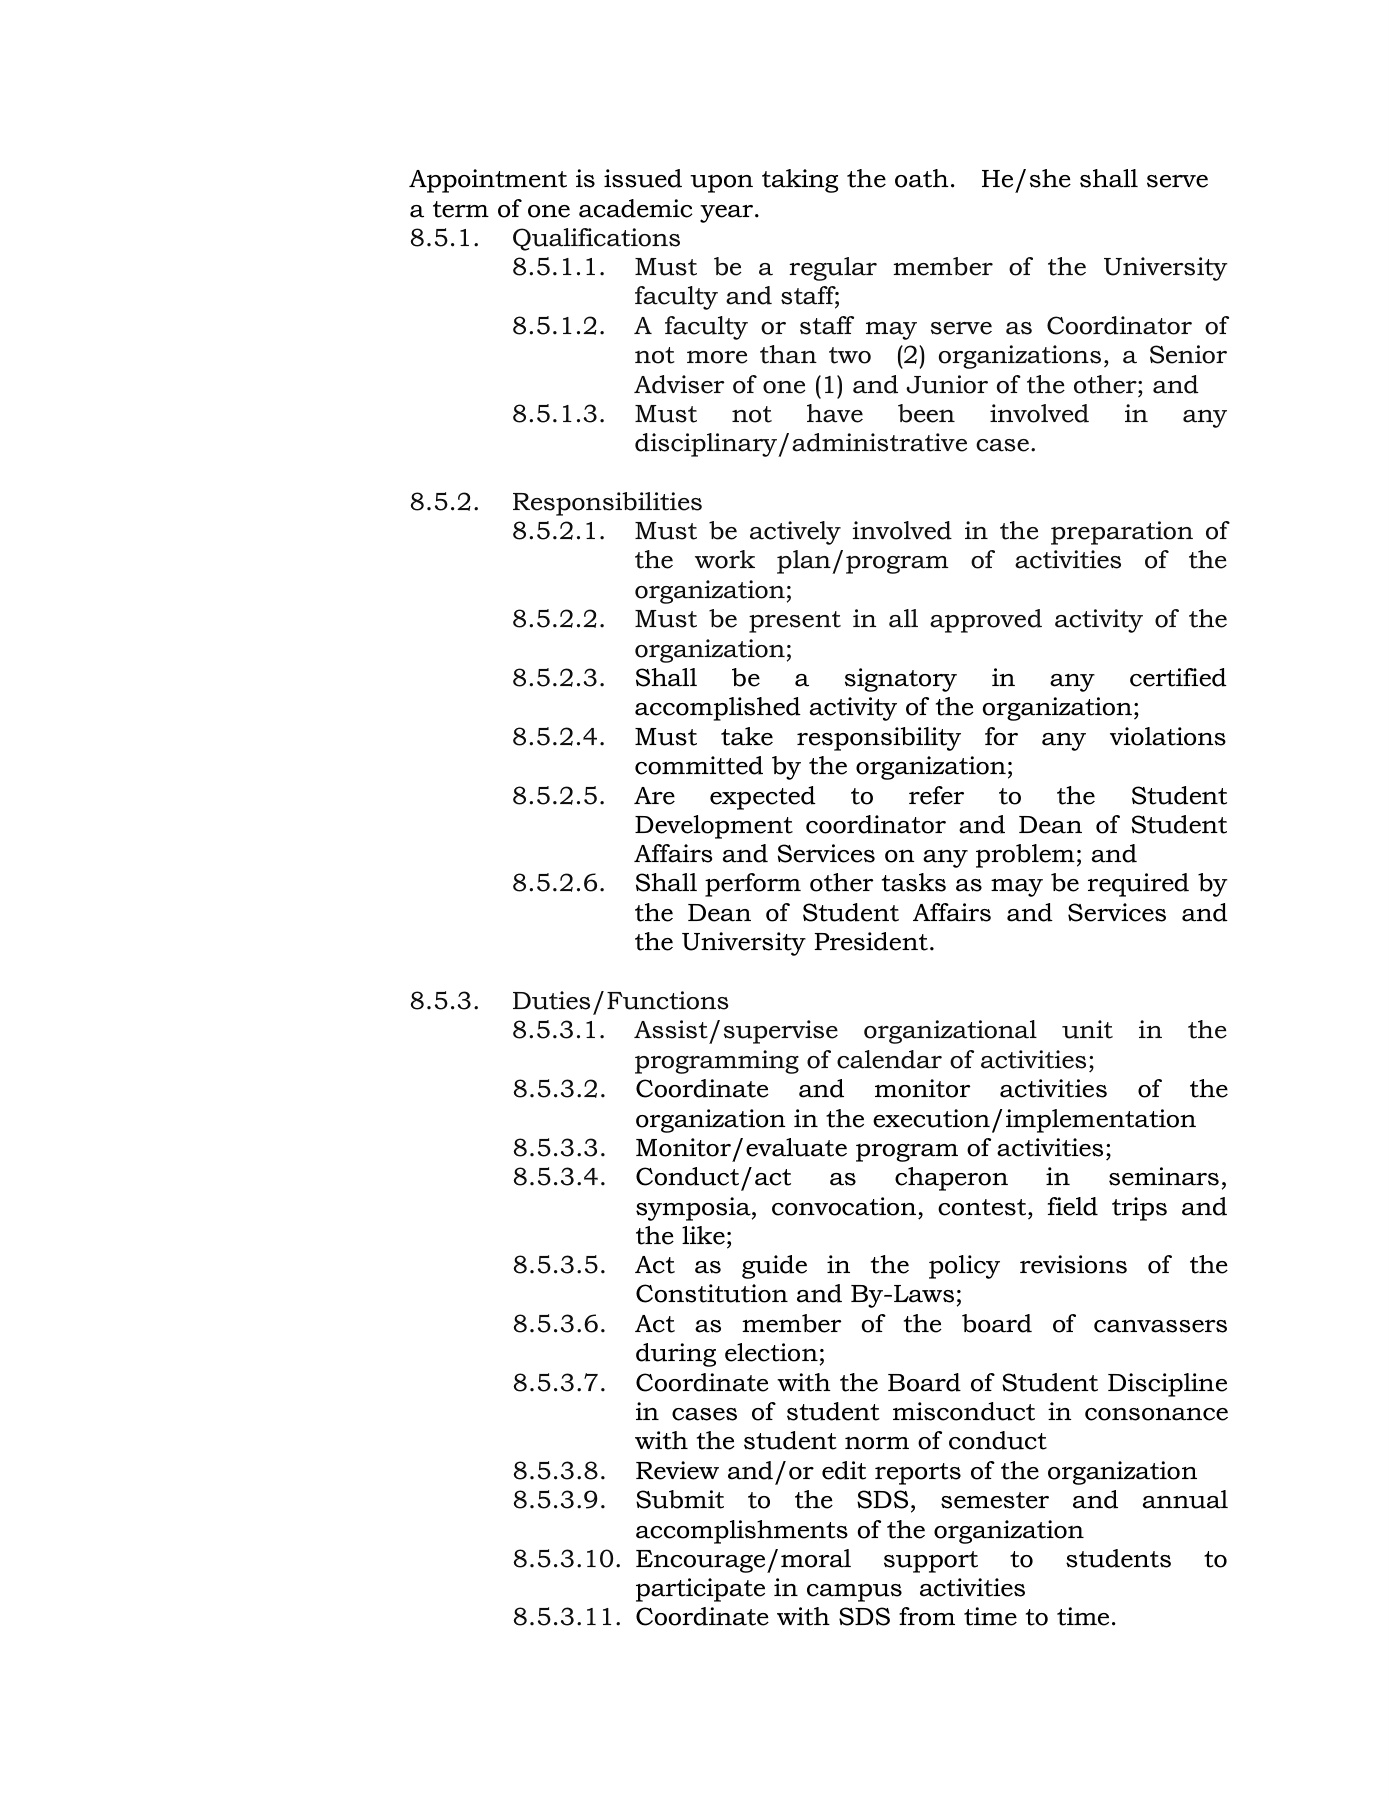 Appointment is issued upon taking the oath.   He/she shall serve
a term of one academic year.
8.5.1. Qualifications
8.5.1.1. Must be a regular member of the University
faculty and staff;
8.5.1.2. A faculty or staff may serve as Coordinator of
not more than two  (2) organizations, a Senior
Adviser of one (1) and Junior of the other; and
8.5.1.3. Must not have been involved in any
disciplinary/administrative case.
8.5.2. Responsibilities
8.5.2.1. Must be actively involved in the preparation of
the work plan/program of activities of the
organization;
8.5.2.2. Must be present in all approved activity of the
organization;
8.5.2.3. Shall be a signatory in any certified
accomplished activity of the organization;
8.5.2.4. Must take responsibility for any violations
committed by the organization;
8.5.2.5. Are expected to refer to the Student
Development coordinator and Dean of Student
Affairs and Services on any problem; and
8.5.2.6. Shall perform other tasks as may be required by
the Dean of Student Affairs and Services and
the University President.
8.5.3. Duties/Functions
8.5.3.1. Assist/supervise organizational unit in the
programming of calendar of activities;
8.5.3.2. Coordinate and monitor activities of the
organization in the execution/implementation
8.5.3.3. Monitor/evaluate program of activities;
8.5.3.4. Conduct/act as chaperon in seminars,
symposia, convocation, contest, field trips and
the like;
8.5.3.5. Act as guide in the policy revisions of the
Constitution and By-Laws;
8.5.3.6. Act as member of the board of canvassers
during election;
8.5.3.7. Coordinate with the Board of Student Discipline
in cases of student misconduct in consonance
with the student norm of conduct
8.5.3.8. Review and/or edit reports of the organization
8.5.3.9. Submit to the SDS, semester and annual
accomplishments of the organization
8.5.3.10. Encourage/moral support to students to
participate in campus  activities
8.5.3.11. Coordinate with SDS from time to time.